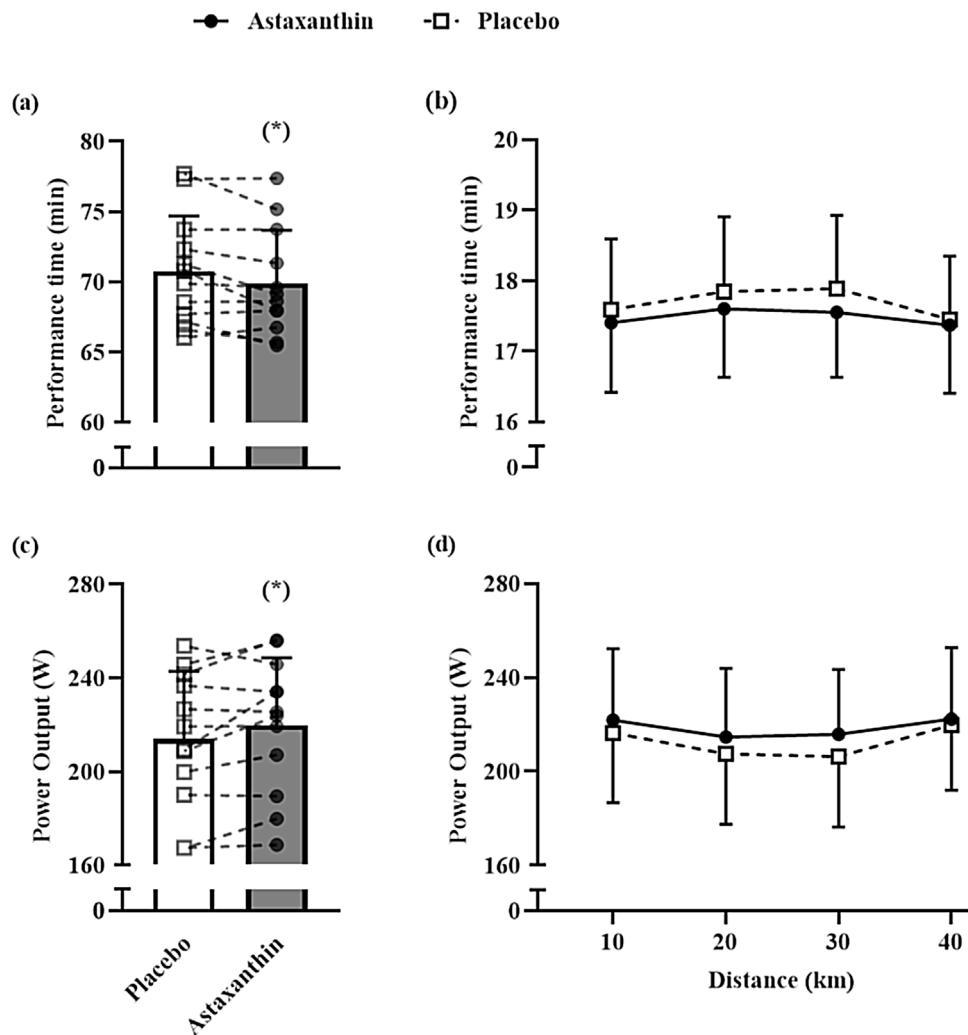 Astaxanthin Placebo
(a)
(*)
80
75
70
65
60
0
Performance time (min)
(b)
20
19
18
17
16
0
Performance time (min)
(c)
(*)
280
240
200
160
0
Power Output (W)
Placebo
Astaxanthin
(d)
280
240
200
160
0
Power Output (W)
10 20 30 40
Distance (km)